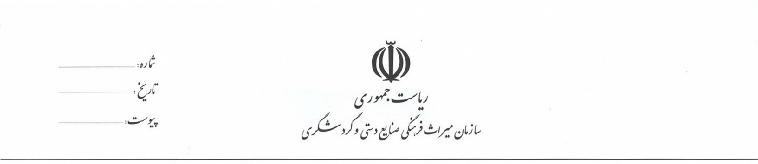 ریاست جمهوری
سازمان میراث فرهنگی صنایع دستی و گردشگری
شماره:
تاریخ:
پیوست: